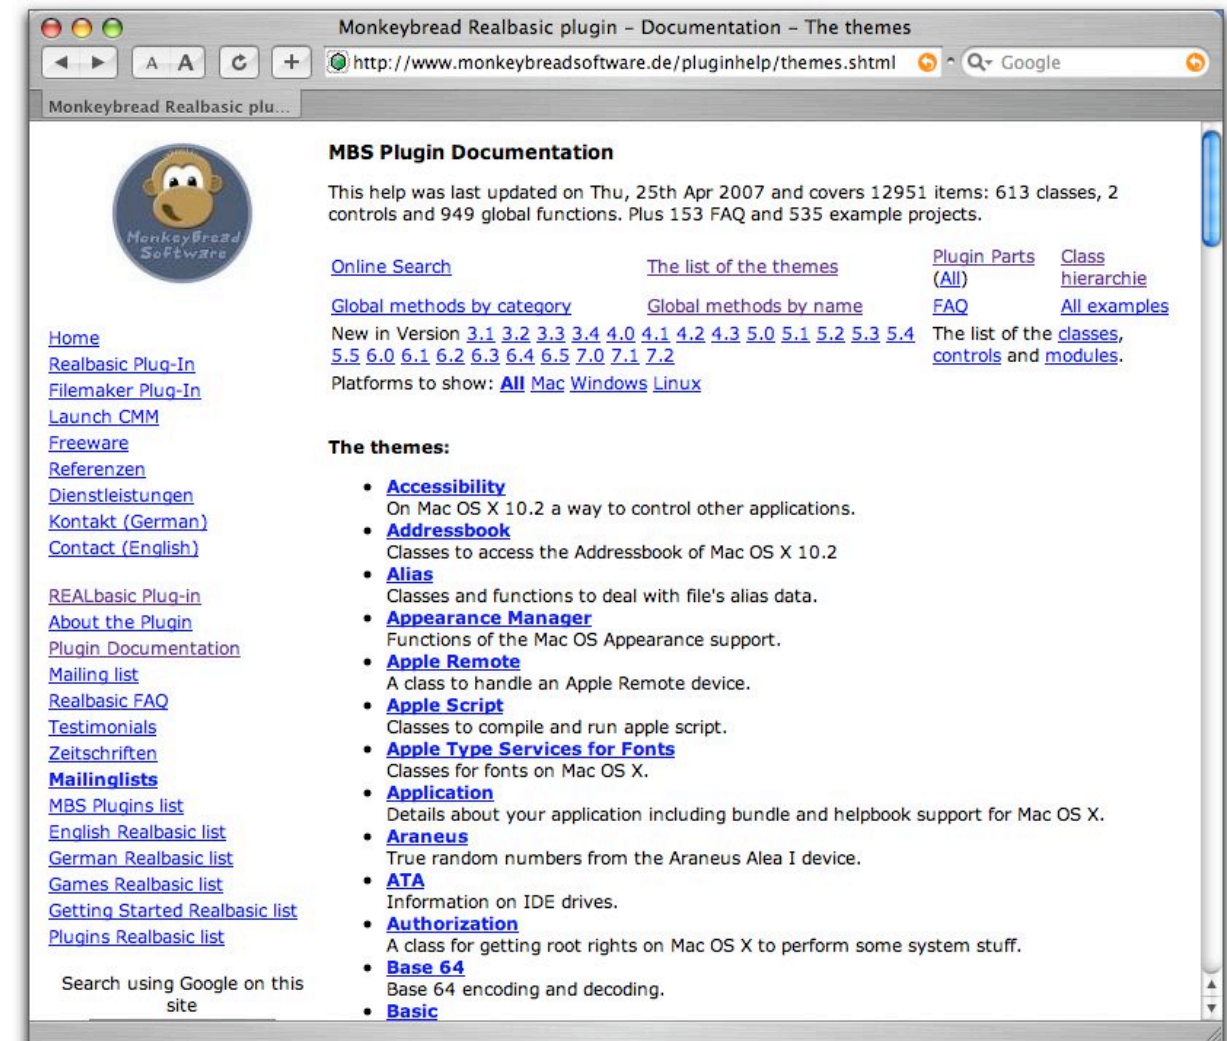 Monkeybread Realbasic plugin – Documentation – The themes
A A
http://www.monkeybreadsoftware.de/pluginhelp/themes.shtml
Google
Monkeybread Realbasic plu...
MonkeyBread
Software
Home
Realbasic Plug-In
Filemaker Plug-In
Launch CMM
Freeware
Referenzen
Dienstleistungen
Kontakt (German)
Contact (English)
REALbasic Plug-in
About the Plugin
Plugin Documentation
Mailing list
Realbasic FAQ
Testimonials
Zeitschriften
Mailinglists
MBS Plugins list
English Realbasic list
German Realbasic list
Games Realbasic list
Getting Started Realbasic list
Plugins Realbasic list
Search using Google on this
site
MBS Plugin Documentation
This help was last updated on Thu, 25th Apr 2007 and covers 12951 items: 613 classes, 2
controls and 949 global functions. Plus 153 FAQ and 535 example projects.
Online Search
The list of the themes
Plugin Parts
(All)
Class
hierarchie
Global methods by category
Global methods by name
FAQ
All examples
New in Version 3.1 3.2 3.3 3.4 4.0 4.1 4.2 4.3 5.0 5.1 5.2 5.3 5.4
5.5 6.0 6.1 6.2 6.3 6.4 6.5 7.0 7.1 7.2
The list of the classes,
controls and modules.
Platforms to show: All Mac Windows Linux
The themes:
• Accessibility
On Mac OS X 10.2 a way to control other applications.
• Addressbook
Classes to access the Addressbook of Mac OS X 10.2
• Alias
Classes and functions to deal with file's alias data.
• Appearance Manager
Functions of the Mac OS Appearance support.
• Apple Remote
A class to handle an Apple Remote device.
• Apple Script
Classes to compile and run apple script.
• Apple Type Services for Fonts
Classes for fonts on Mac OS X.
• Application
Details about your application including bundle and helpbook support for Mac OS X.
• Araneus
True random numbers from the Araneus Alea I device.
• ATA
Information on IDE drives.
• Authorization
A class for getting root rights on Mac OS X to perform some system stuff.
• Base 64
Base 64 encoding and decoding.
• Basic